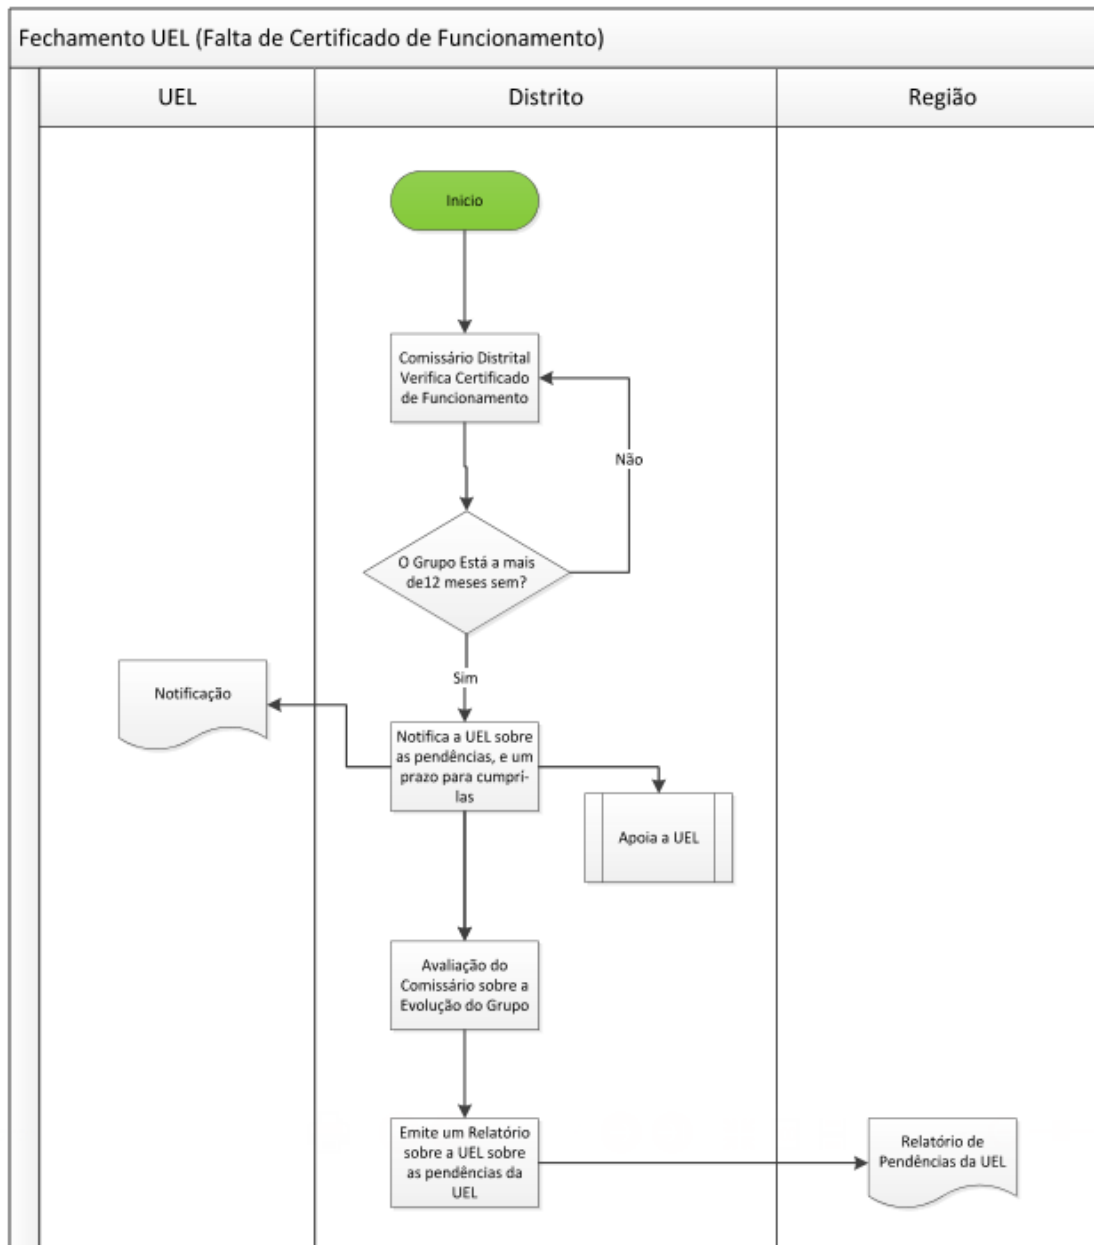 Fechamento UEL (Falta de Certificado de Funcionamento)
UEL
Distrito
Região
Inicio
Comissário Distrital
Verifica Certificado
de Funcionamento
Não
O Grupo Está a mais
de12 meses sem?
Sim
Notificação
Notifica a UEL sobre
as pendências, e um
prazo para cumprí-
las
Apoia a UEL
Avaliação do
Comissário sobre a
Evolução do Grupo
Emite um Relatório
sobre a UEL sobre
as pendências da
UEL
Relatório de
Pendências da UEL